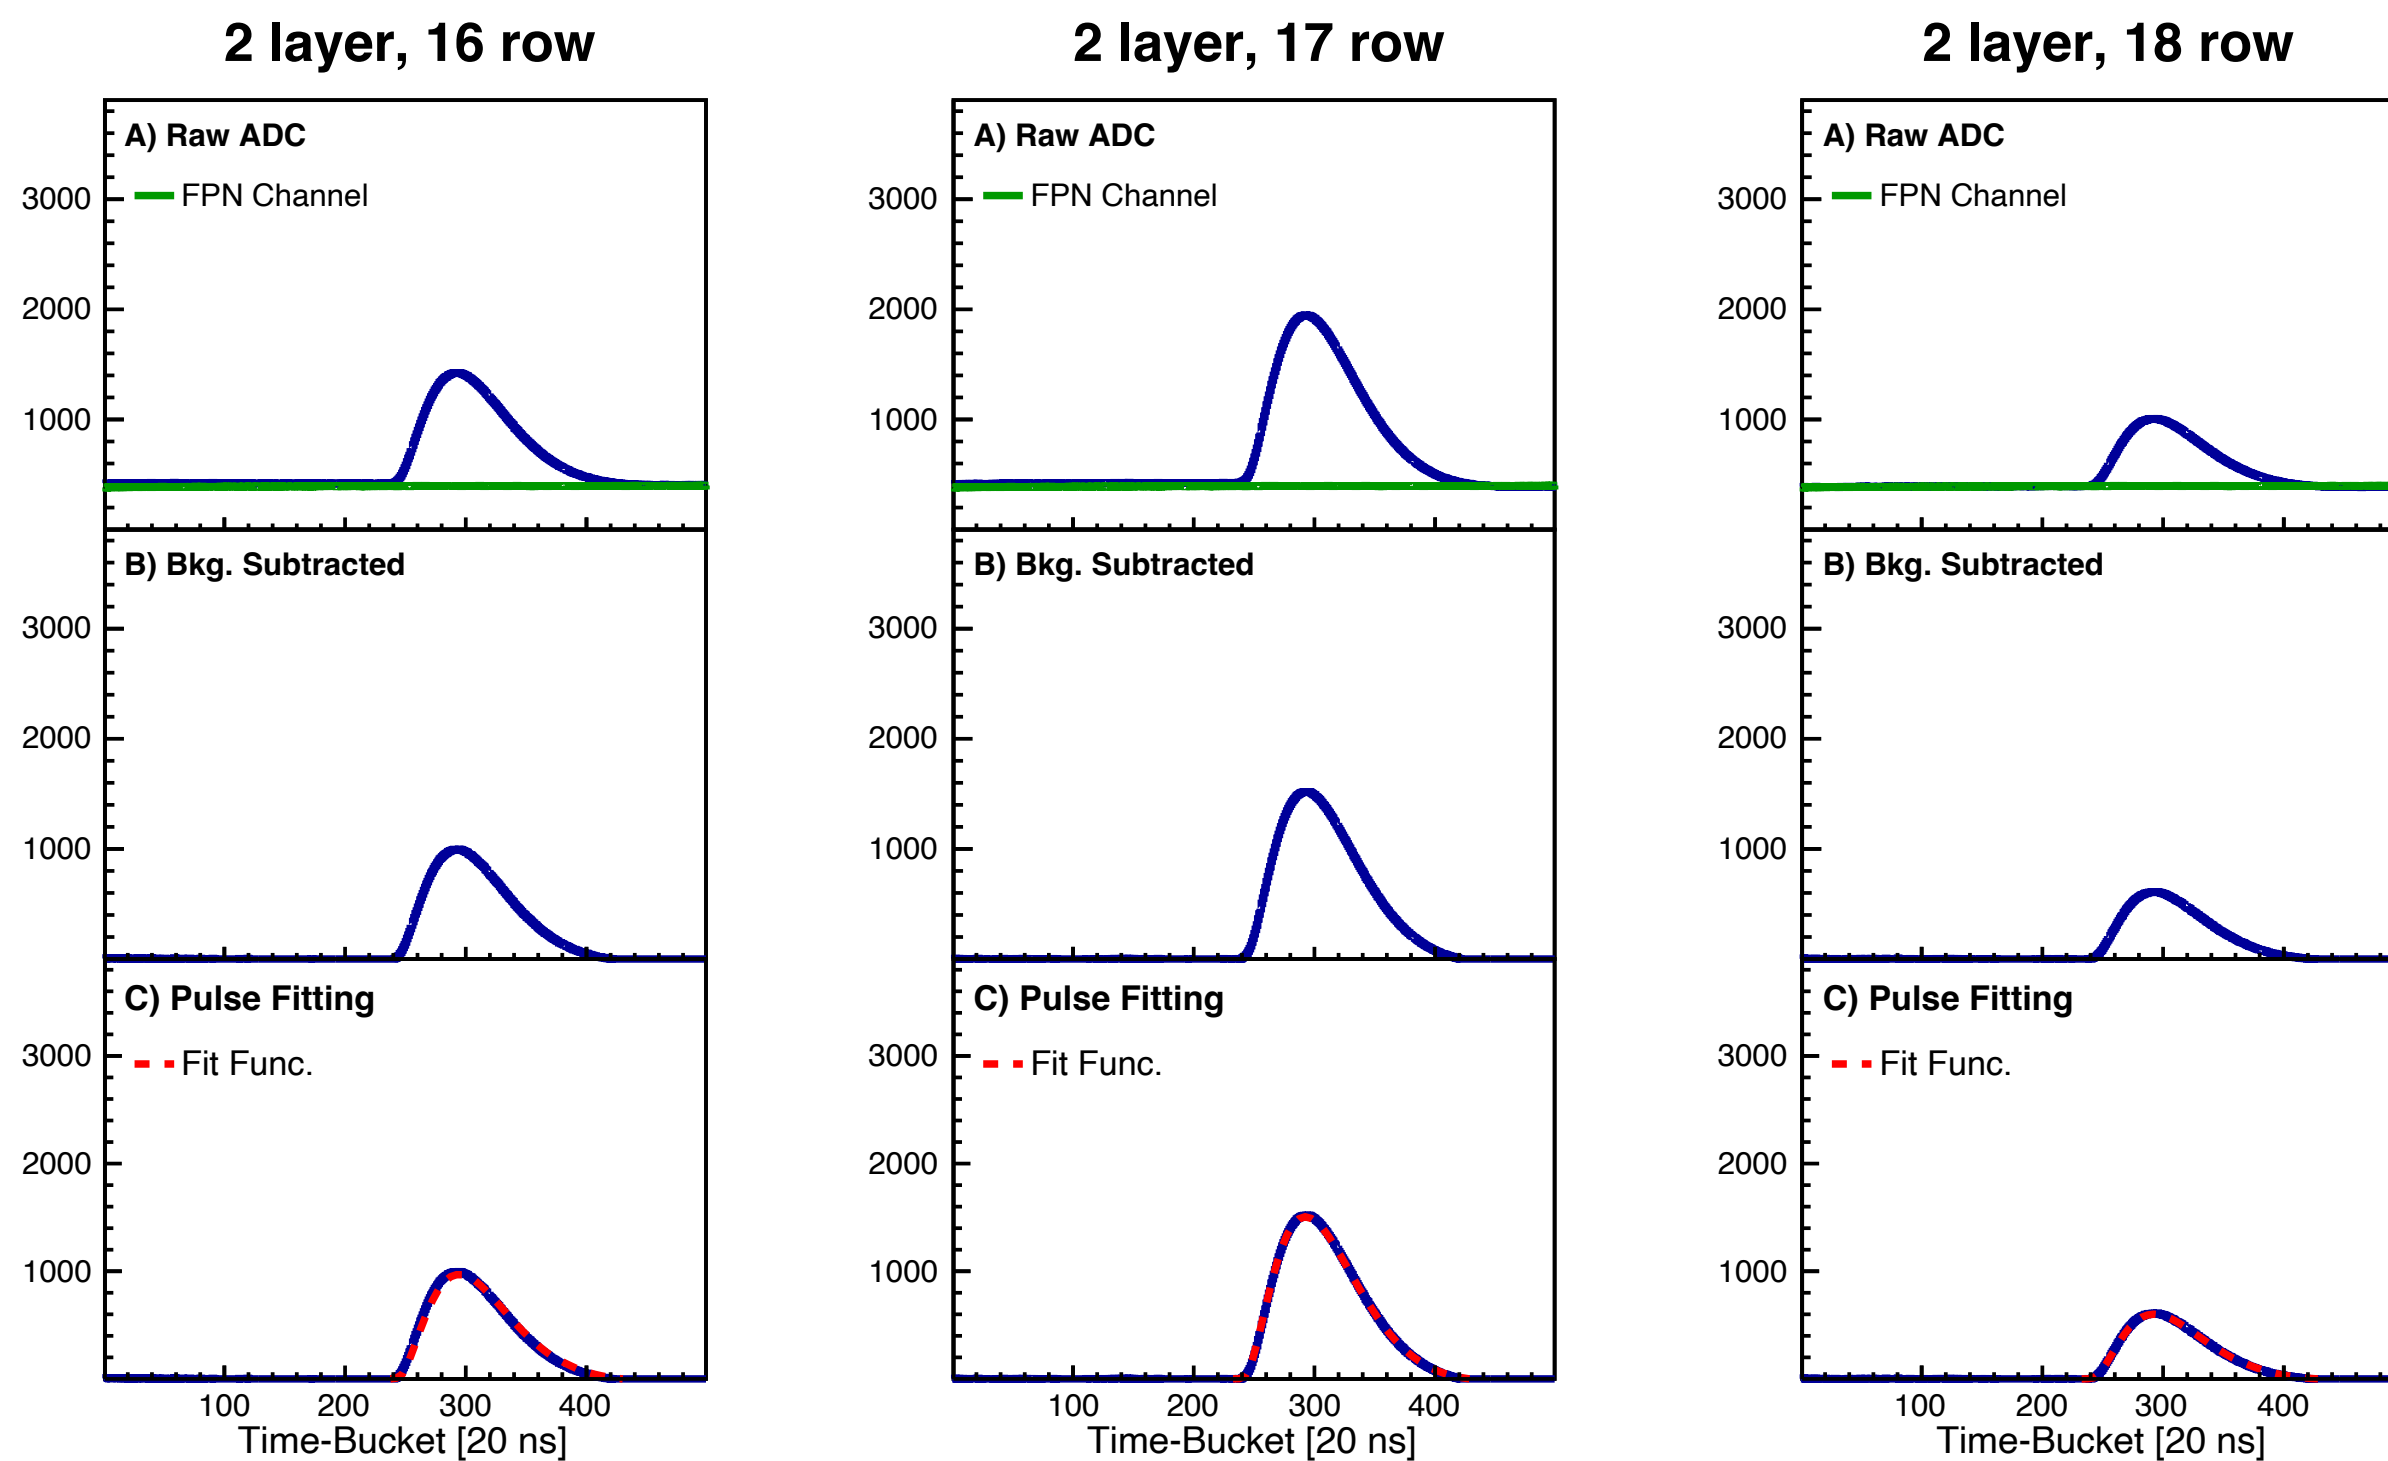 2 layer, 16 row
A) Raw ADC
FPN Channel
3000
2000
1000
B) Bkg. Subtracted
3000
2000
1000
C) Pulse Fitting
Fit Func.
3000
2000
1000
100 200 300 400
Time-Bucket [20 ns]
2 layer, 17 row
A) Raw ADC
FPN Channel
3000
2000
1000
B) Bkg. Subtracted
3000
2000
1000
C) Pulse Fitting
Fit Func.
3000
2000
1000
100 200 300 400
Time-Bucket [20 ns]
2 layer, 18 row
A) Raw ADC
FPN Channel
3000
2000
1000
B) Bkg. Subtracted
3000
2000
1000
C) Pulse Fitting
Fit Func.
3000
2000
1000
100 200 300 400
Time-Bucket [20 ns]